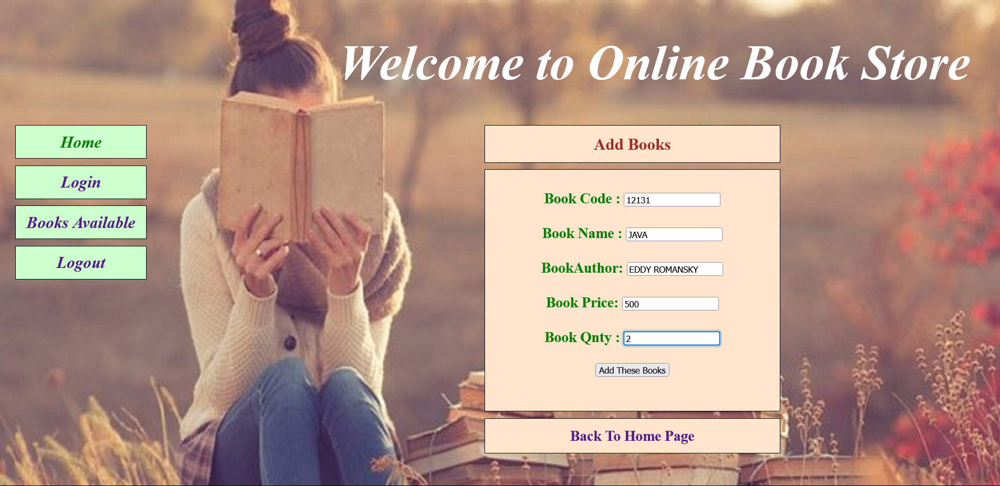 Welcome to Online Book Store
Home
Login
Books Available
Logout
Add Books
Book Code : 12131
Book Name : JAVA
BookAuthor: EDDY ROMANSKY
Book Price: 500
Book Qnty : 2
Add These Books
Back To Home Page